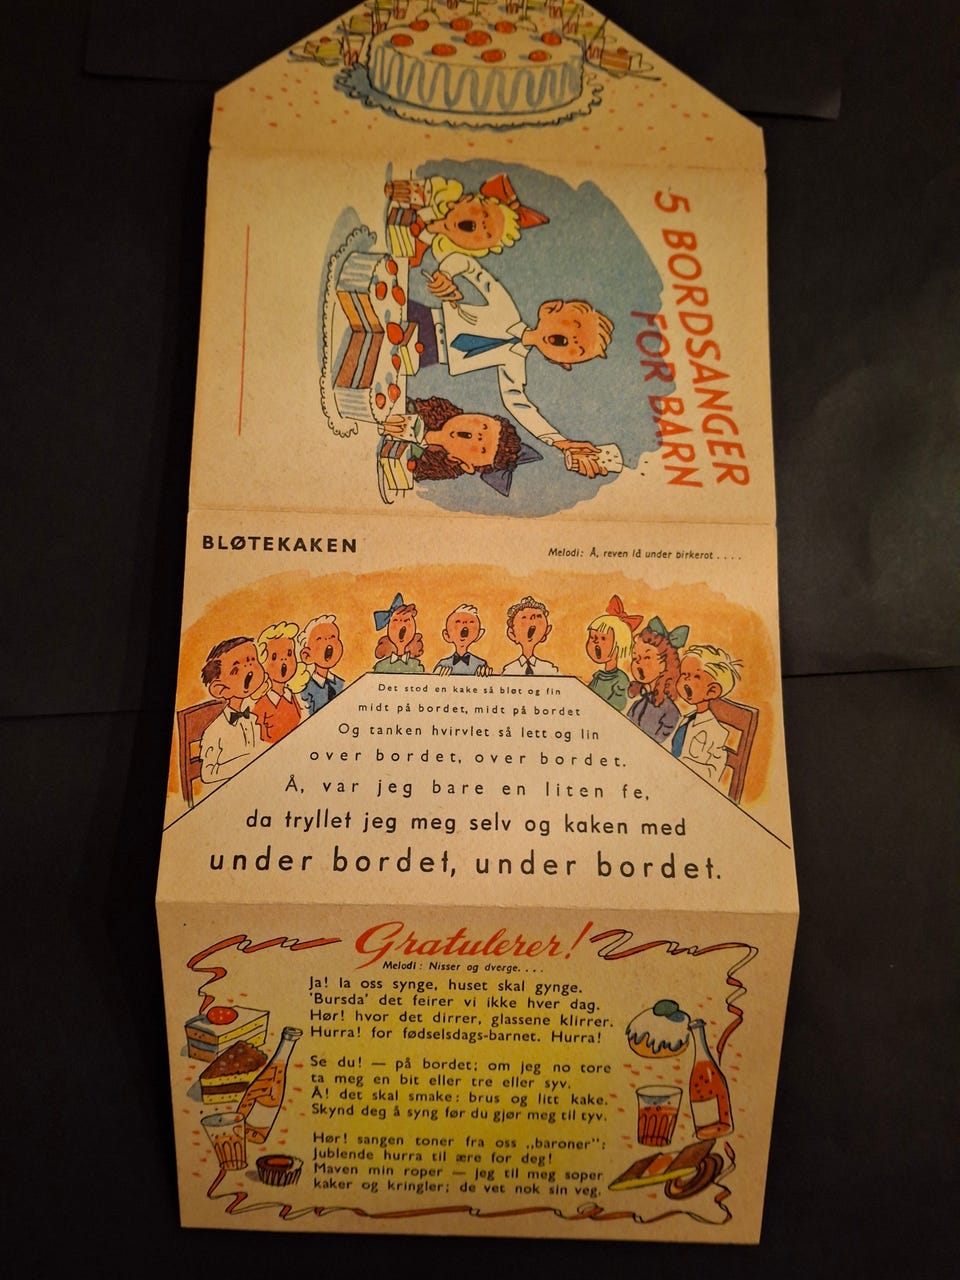 5 BORDSANGER
FOR BARN
BLØTEKAKEN
Melodi: Å, reven lå under birkerot . . . .
Det stod en kake så bløt og fin
midt på bordet, midt på bordet
Og tanken hvirvlet så lett og lin
over bordet, over bordet.
Å, var jeg bare en liten fe,
da tryllet jeg meg selv og kaken med
under bordet, under bordet.
Gratulerer!
Melodi: Nisser og dverge. . . .
Ja! la oss synge, huset skal gynge.
'Bursda' det feirer vi ikke hver dag.
Hør! hvor det dirrer, glassene klirrer.
Hurra! for fødselsdags-barnet. Hurra!
Se du! — på bordet; om jeg no tore
ta meg en bit eller tre eller syv.
Å! det skal smake: brus og litt kake.
Skynd deg å syng før du gjør meg til tyv.
Hør! sangen toner fra oss „baroner":
Jublende hurra til ære for deg!
Maven min roper — jeg til meg soper
kaker og kringler; de vet nok sin veg.